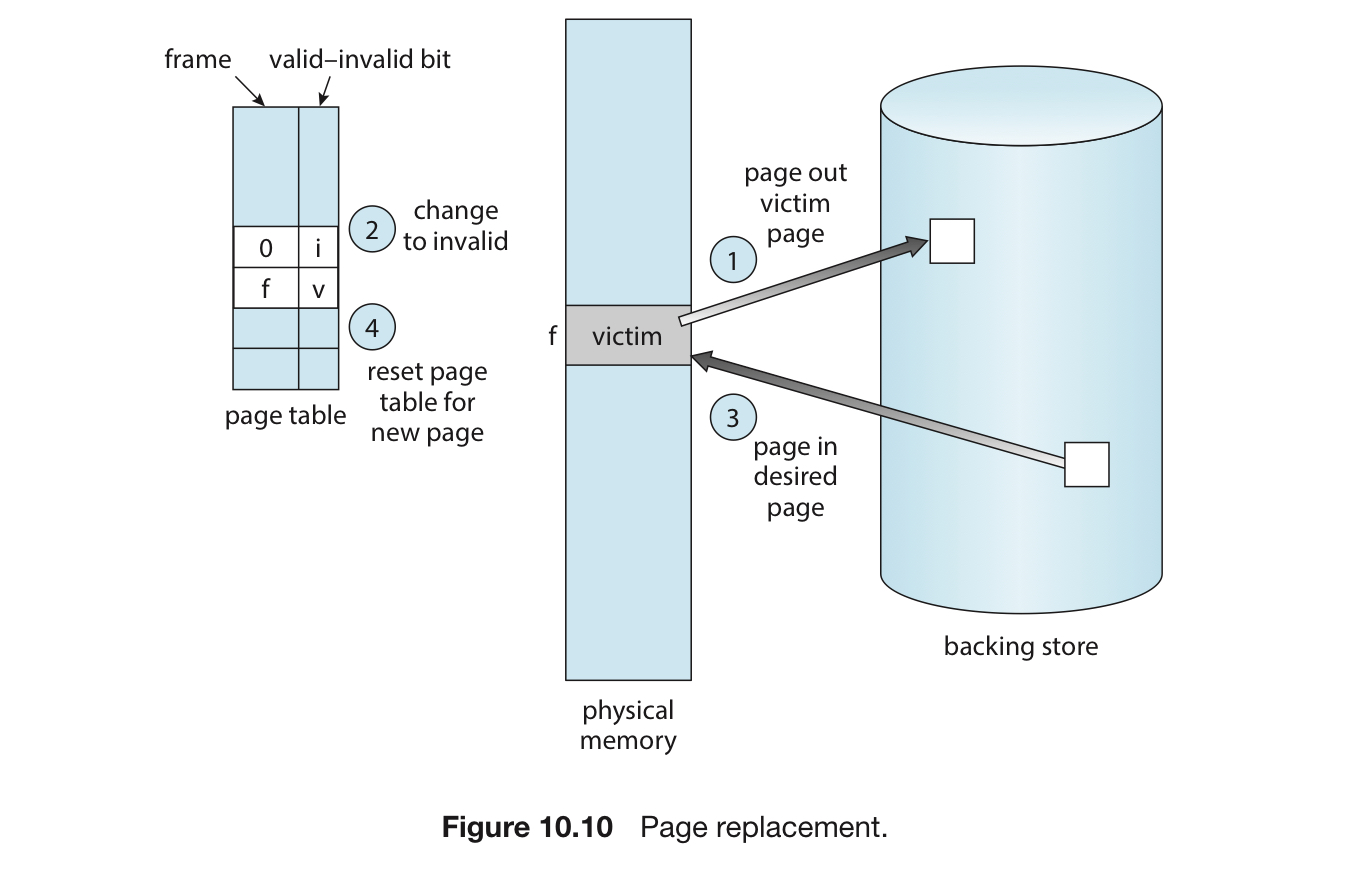 frame
valid–invalid bit
0 i
f v
2
change
to invalid
4
reset page
table for
new page
page table
f
victim
physical
memory
1
page out
victim
page
3
page in
desired
page
backing store
Figure 10.10 Page replacement.